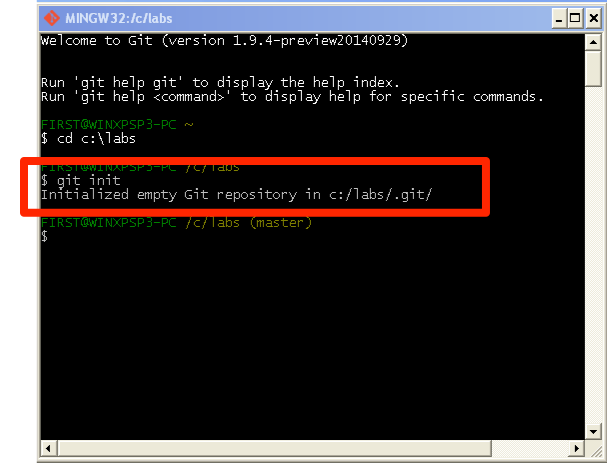 MINGW32:/c/labs
Welcome to Git (version 1.9.4-preview20140929)
Run 'git help git' to display the help index.
Run 'git help <command>' to display help for specific commands.
FIRST@WINXPSP3-PC ~
$ cd c:\labs
FIRST@WINXPSP3-PC /c/labs
$ git init
Initialized empty Git repository in c:/labs/.git/
FIRST@WINXPSP3-PC /c/labs (master)
$